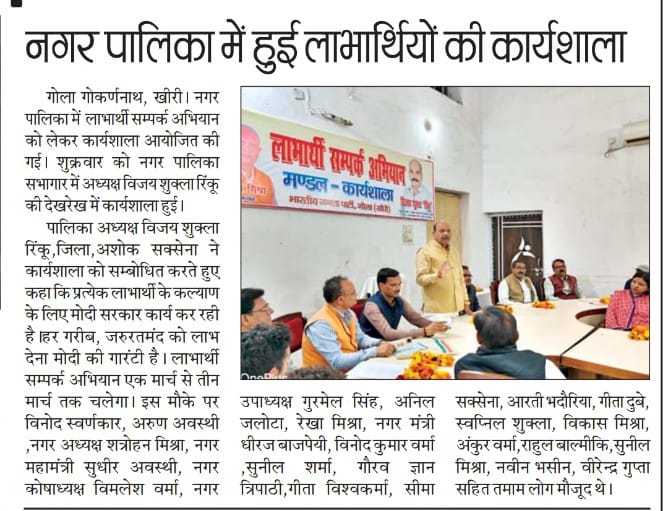 नगर पालिका में हुई लाभार्थियों की कार्यशाला
गोला गोकर्णनाथ, खीरी। नगर
पालिका में लाभार्थी सम्पर्क अभियान
को लेकर कार्यशाला आयोजित की
गई। शुक्रवार को नगर पालिका
सभागार में अध्यक्ष विजय शुक्ला रिंकू
की देखरेख में कार्यशाला हुई।
पालिका अध्यक्ष विजय शुक्ला
रिंकू,जिला,अशोक सक्सेना ने
कार्यशाला को सम्बोधित करते हुए
कहा कि प्रत्येक लाभार्थी के कल्याण
के लिए मोदी सरकार कार्य कर रही
है।हर गरीब, जरुरतमंद को लाभ
देना मोदी की गारंटी है। लाभार्थी
सम्पर्क अभियान एक मार्च से तीन
मार्च तक चलेगा। इस मौके पर
विनोद स्वर्णकार, अरुण अवस्थी
,नगर अध्यक्ष शत्रोहन मिश्रा, नगर
महामंत्री सुधीर अवस्थी, नगर
कोषाध्यक्ष विमलेश वर्मा, नगर
लाभार्थी सम्पर्क अभियान
मण्डल - कार्यशाला
भारतीय जनता पार्टी, गोला (खीरी)
मिश्रा
OnePlus
उपाध्यक्ष गुरमेल सिंह, अनिल
जलोटा, रेखा मिश्रा, नगर मंत्री
धीरज बाजपेयी, विनोद कुमार वर्मा
,सुनील शर्मा, गौरव ज्ञान
त्रिपाठी,गीता विश्वकर्मा, सीमा
सक्सेना, आरती भदौरिया, गीता दुबे,
स्वप्निल शुक्ला, विकास मिश्रा,
अंकुर वर्मा,राहुल बाल्मीकि,सुनील
मिश्रा, नवीन भसीन, वीरेन्द्र गुप्ता
सहित तमाम लोग मौजूद थे।